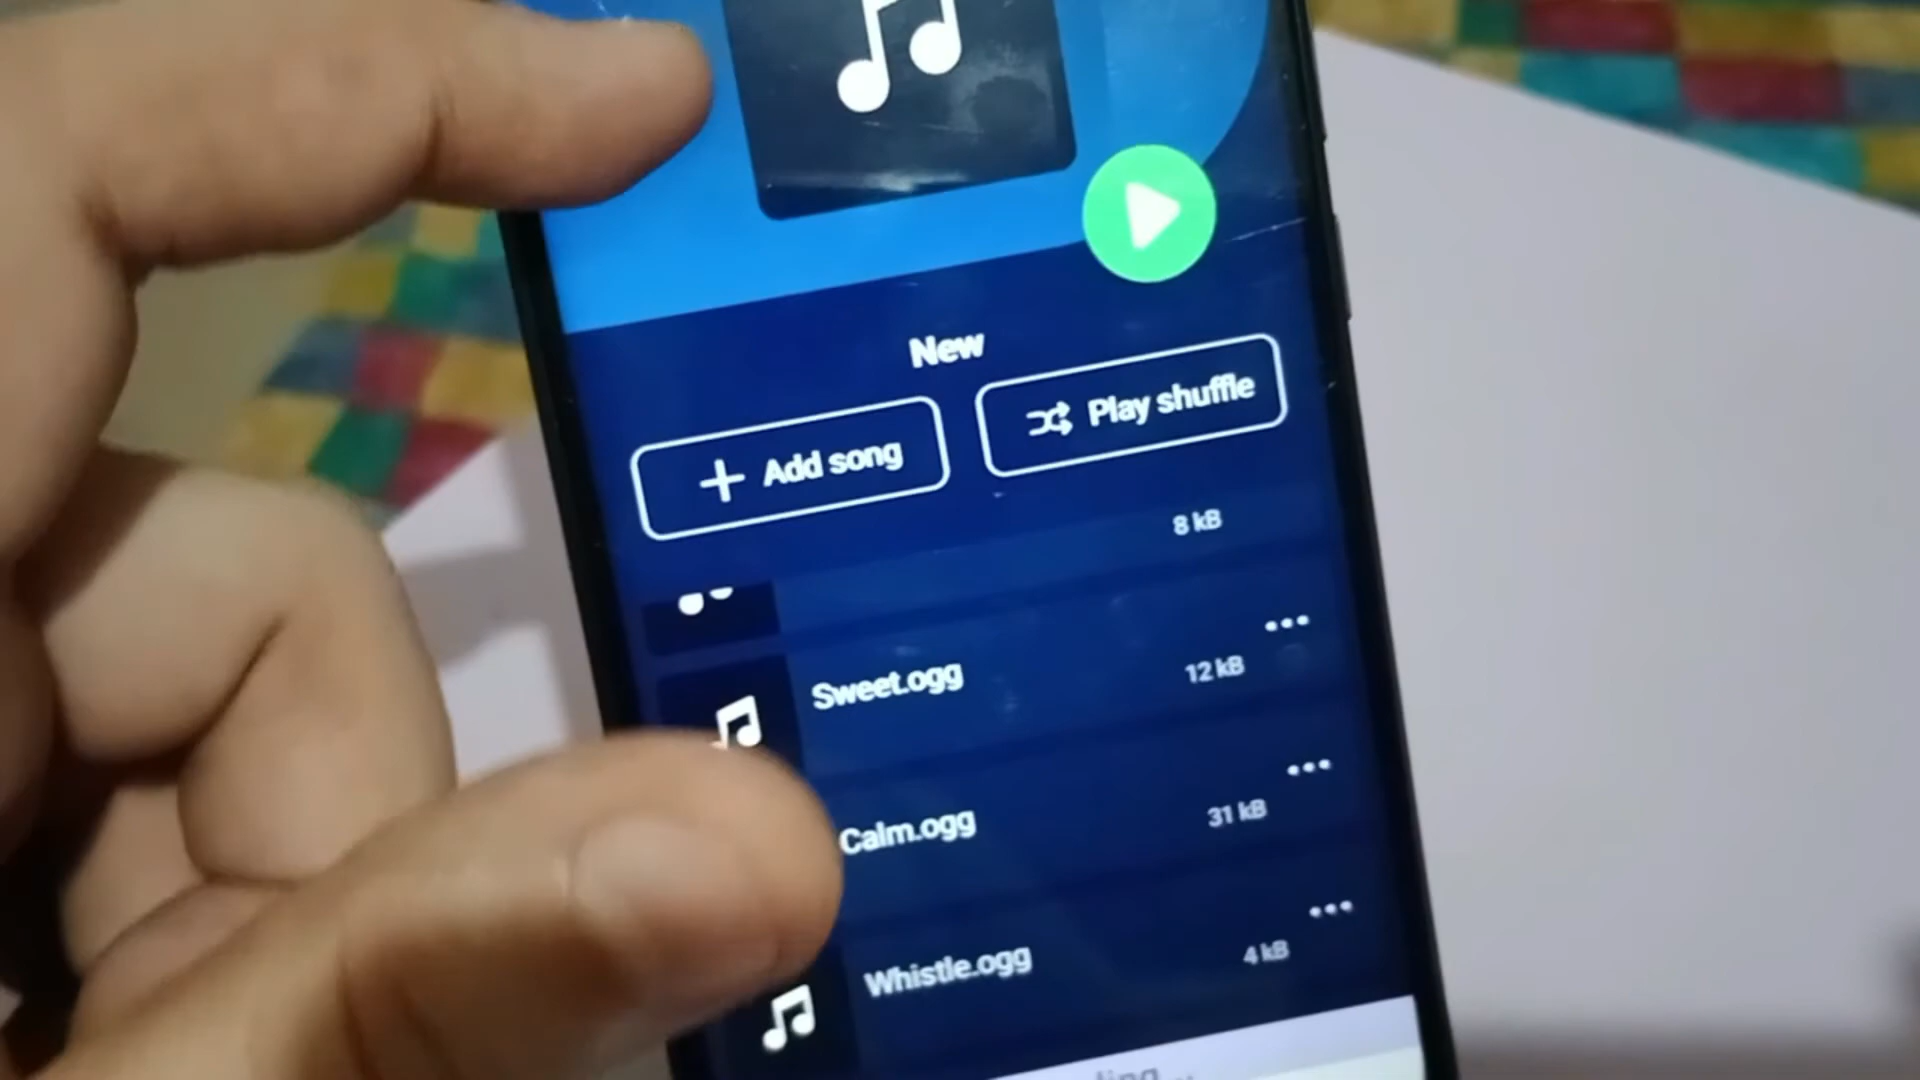 New
Add song
Play shuffle
8 kB
Sweet.ogg
12 kB
Calm.ogg
31 kB
Whistle.ogg
4 kB